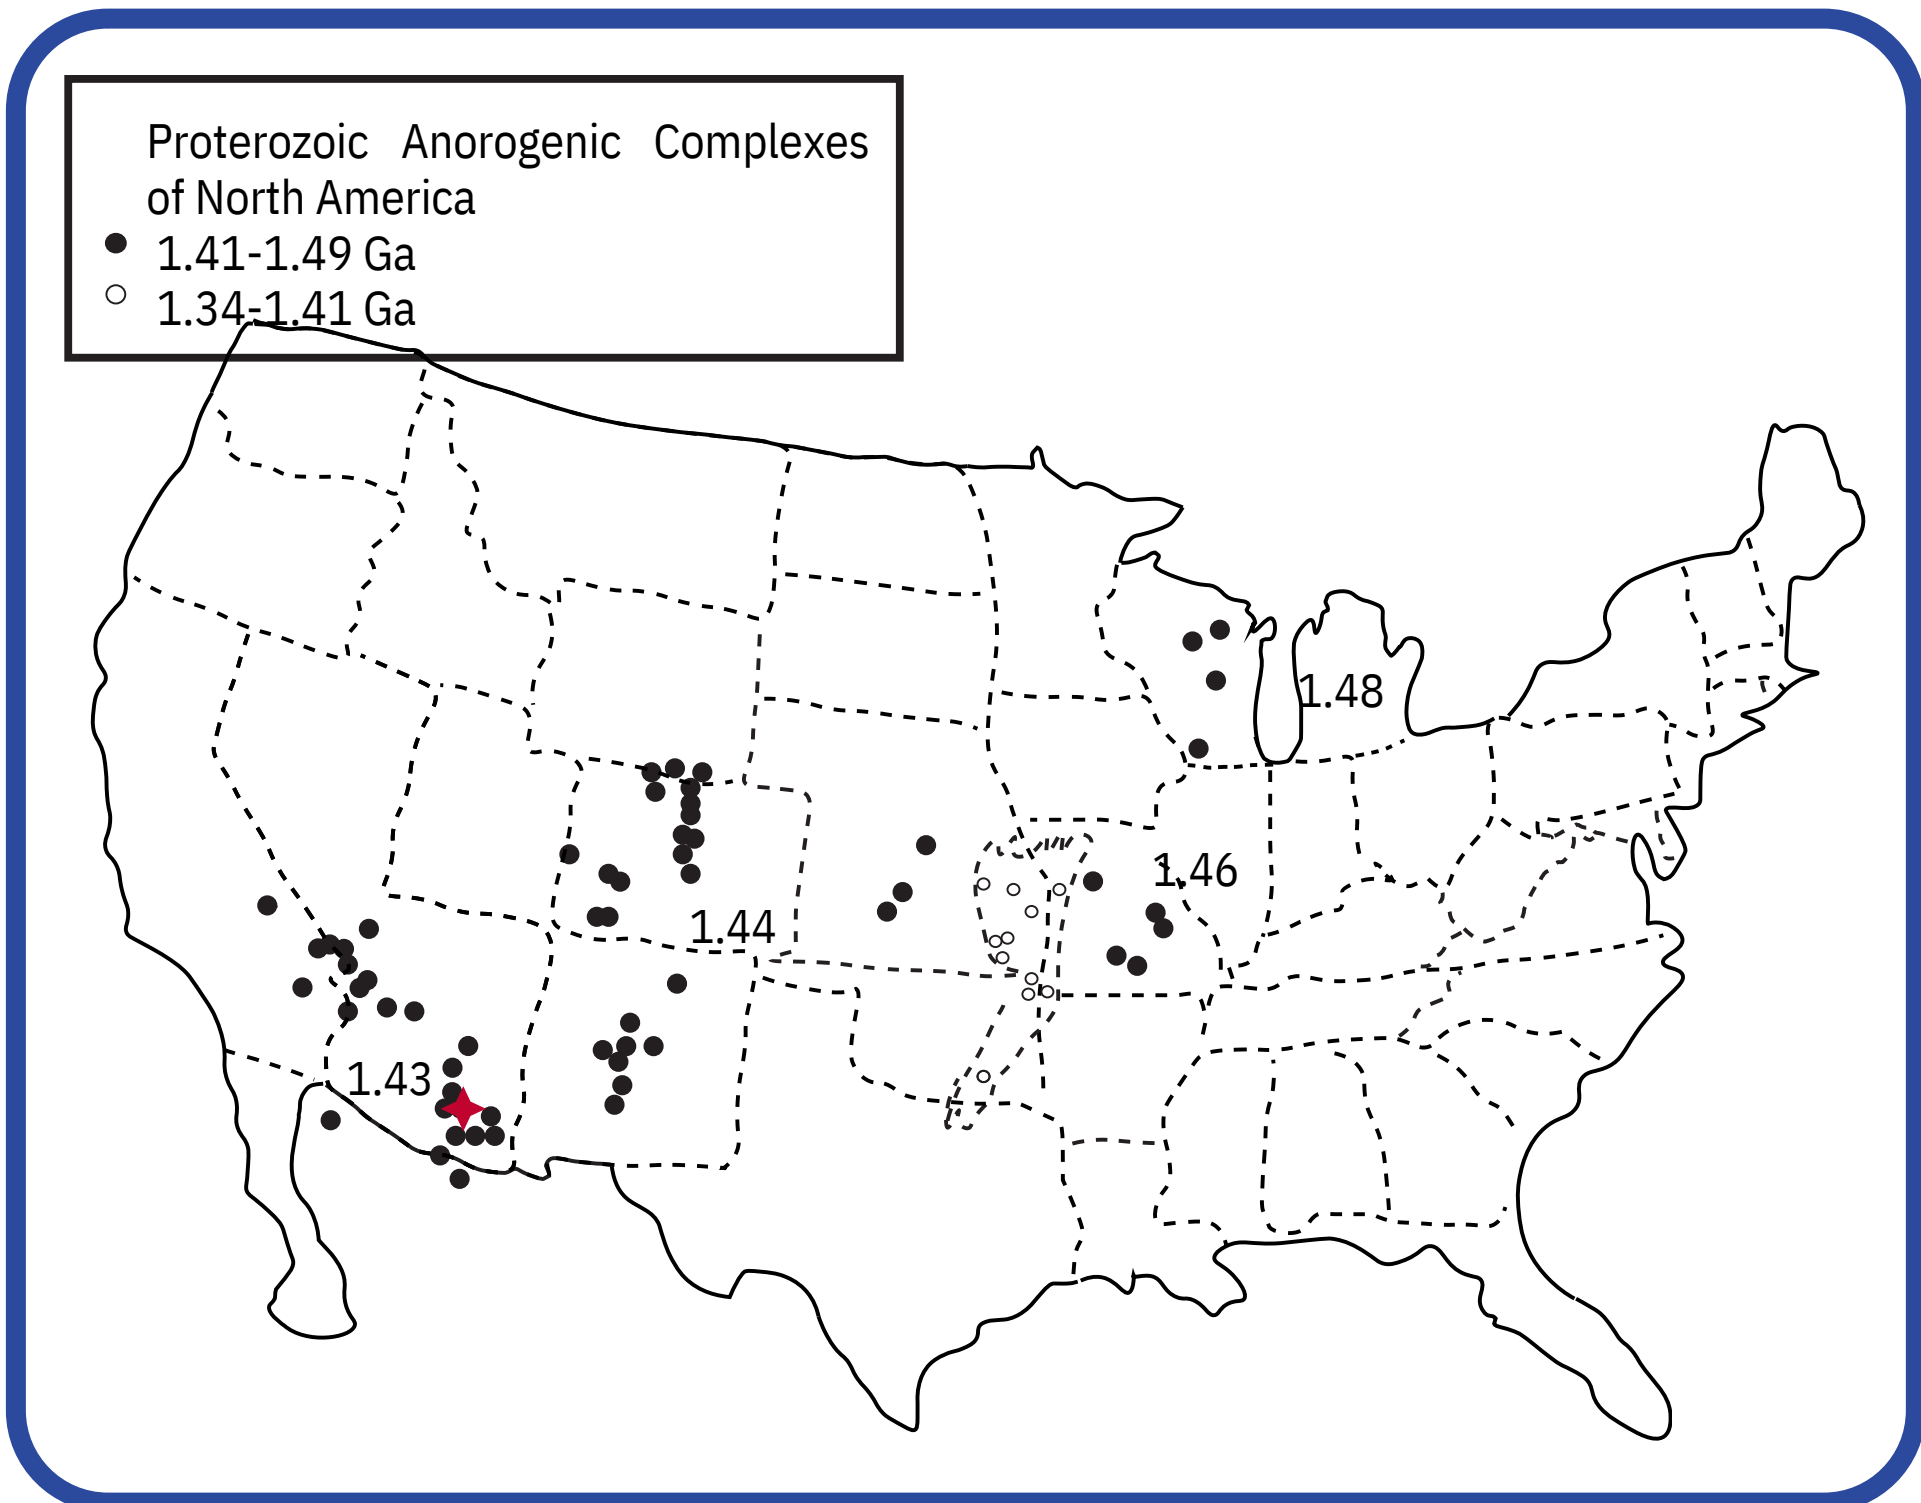 Proterozoic Anorogenic Complexes
of North America
1.41-1.49 Ga
1.34-1.41 Ga
1.48
1.46
1.44
1.43